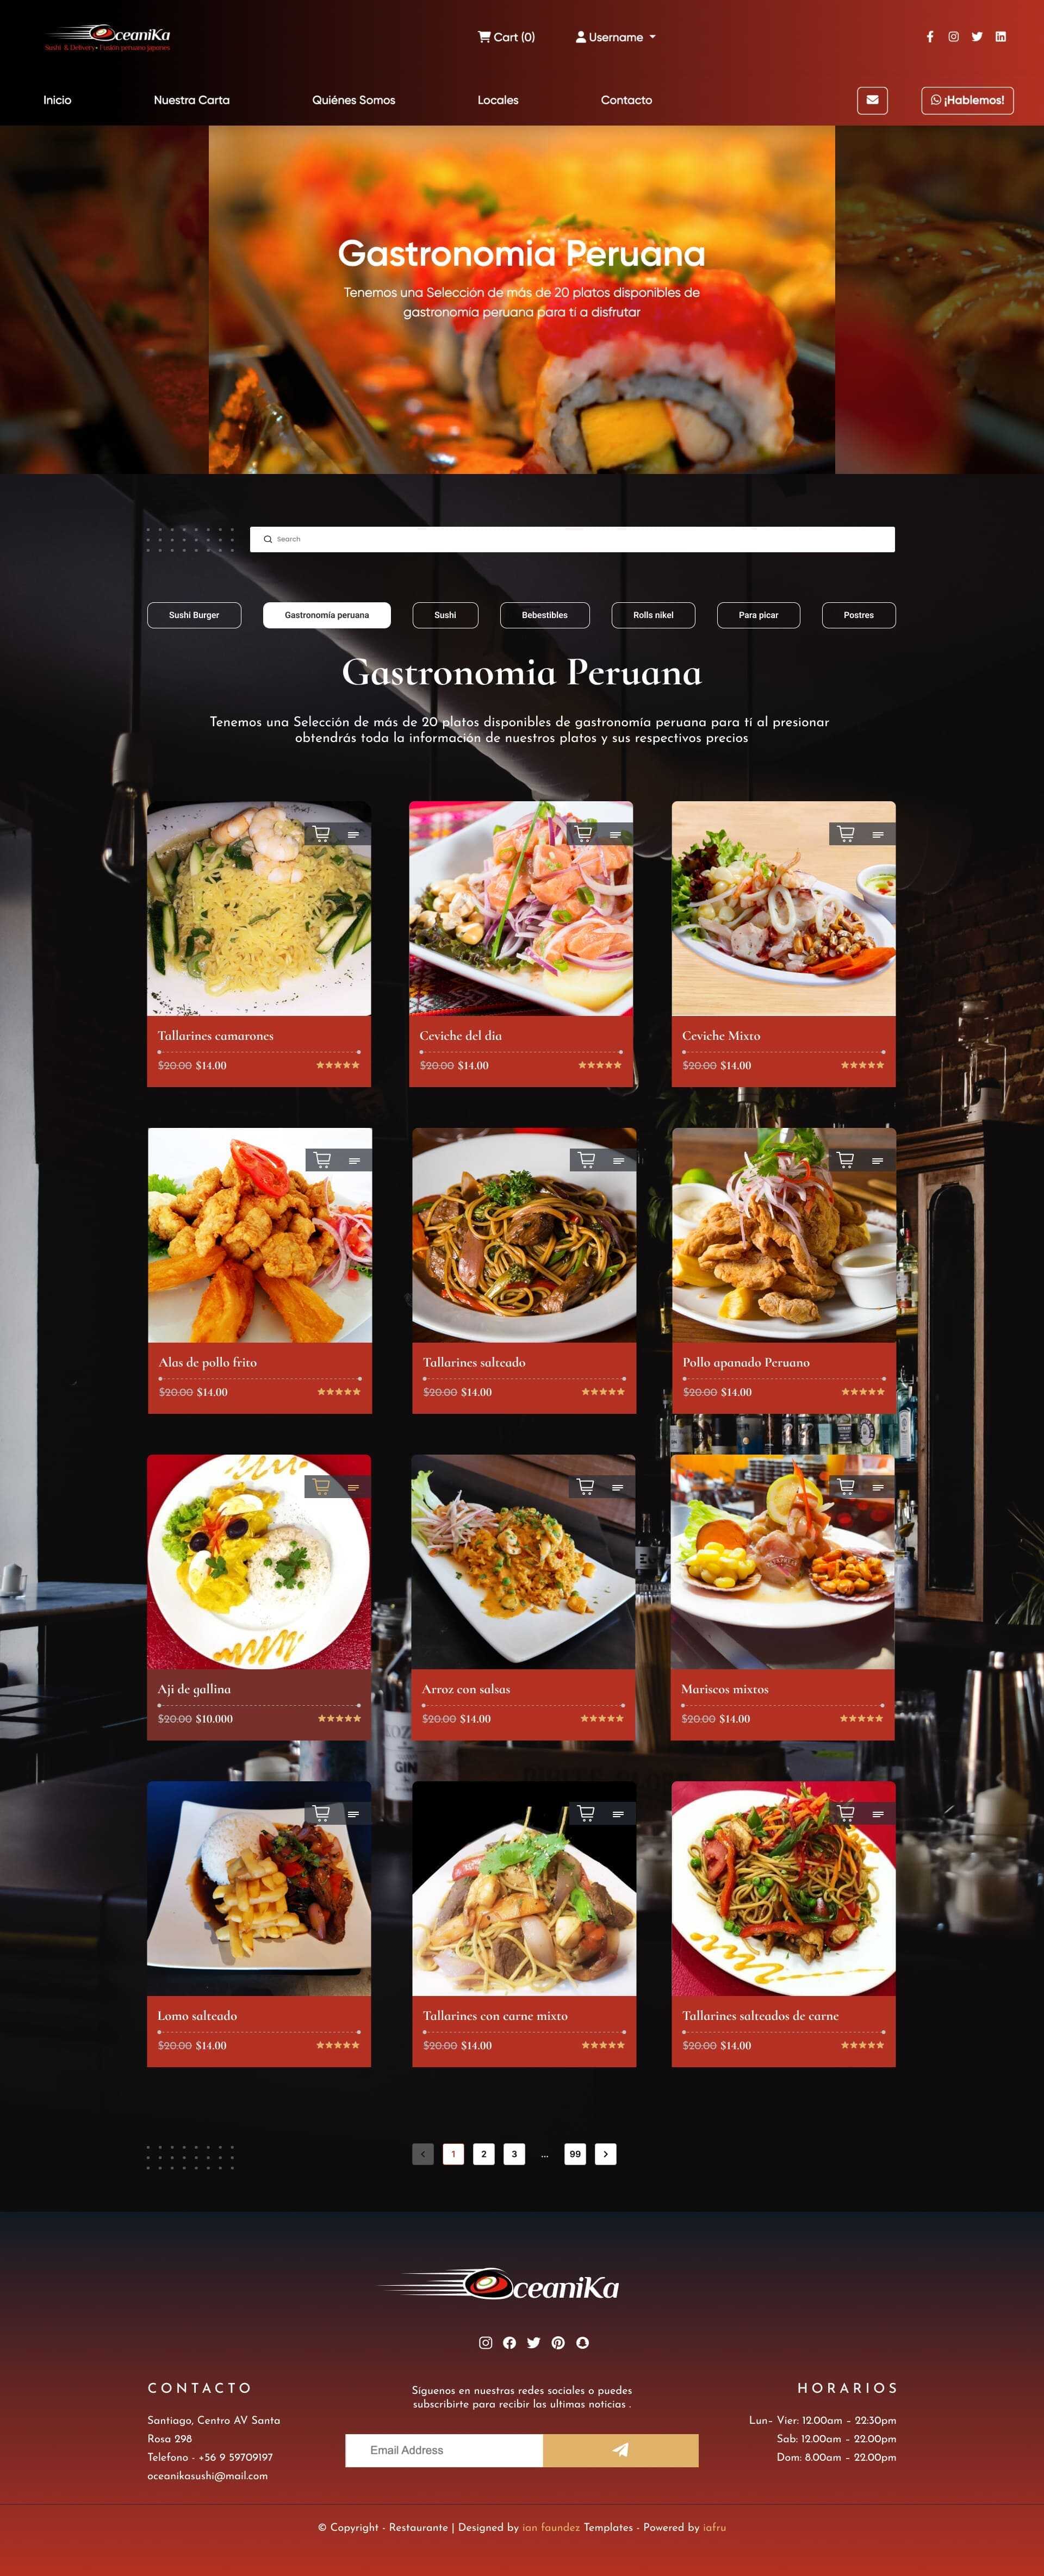 OceaniKa
Sushi & Delivery • Fusión peruano japones
Cart (0)
Username
Inicio
Nuestra Carta
Quiénes Somos
Locales
Contacto
¡Hablemos!
Gastronomia Peruana
Tenemos una Selección de más de 20 platos disponibles de
gastronomía peruana para tí a disfrutar
Search
Sushi Burger
Gastronomía peruana
Sushi
Bebestibles
Rolls nikel
Para picar
Postres
Gastronomia Peruana
Tenemos una Selección de más de 20 platos disponibles de gastronomía peruana para tí al presionar
obtendrás toda la información de nuestros platos y sus respectivos precios
Tallarines camarones
$20.00 $14.00
Ceviche del dia
$20.00 $14.00
Ceviche Mixto
$20.00 $14.00
Alas de pollo frito
$20.00 $14.00
Tallarines salteado
$20.00 $14.00
Pollo apanado Peruano
$20.00 $14.00
Aji de gallina
$20.00 $10.000
Arroz con salsas
$20.00 $14.00
Mariscos mixtos
$20.00 $14.00
GIN
Lomo salteado
$20.00 $14.00
Tallarines con carne mixto
$20.00 $14.00
Tallarines salteados de carne
$20.00 $14.00
1
2
3
...
99
OceaniKa
CONTACTO
Santiago, Centro AV Santa
Rosa 298
Telefono - +56 9 59709197
oceanikasushi@mail.com
Síguenos en nuestras redes sociales o puedes
subscribirte para recibir las ultimas noticias .
Email Address
HORARIOS
Lun– Vier: 12.00am – 22:30pm
Sab: 12.00am – 22.00pm
Dom: 8.00am – 22.00pm
© Copyright - Restaurante | Designed by ian faundez Templates - Powered by iafru